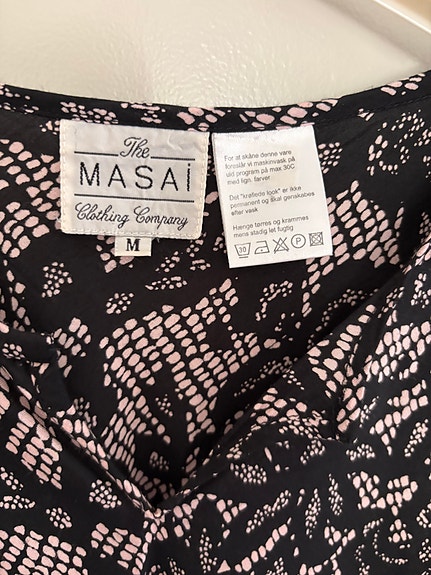 The
MASAI
Clothing Company
M
For at skåne denne vare
foreslår vi maskinvask på
uld program på max 30C
med lign. farver
Det "krøllede look" er ikke
permanent og skal genskabes
efter vask
Hænge tørres og krammes
mens stadig let fugtig
30
P